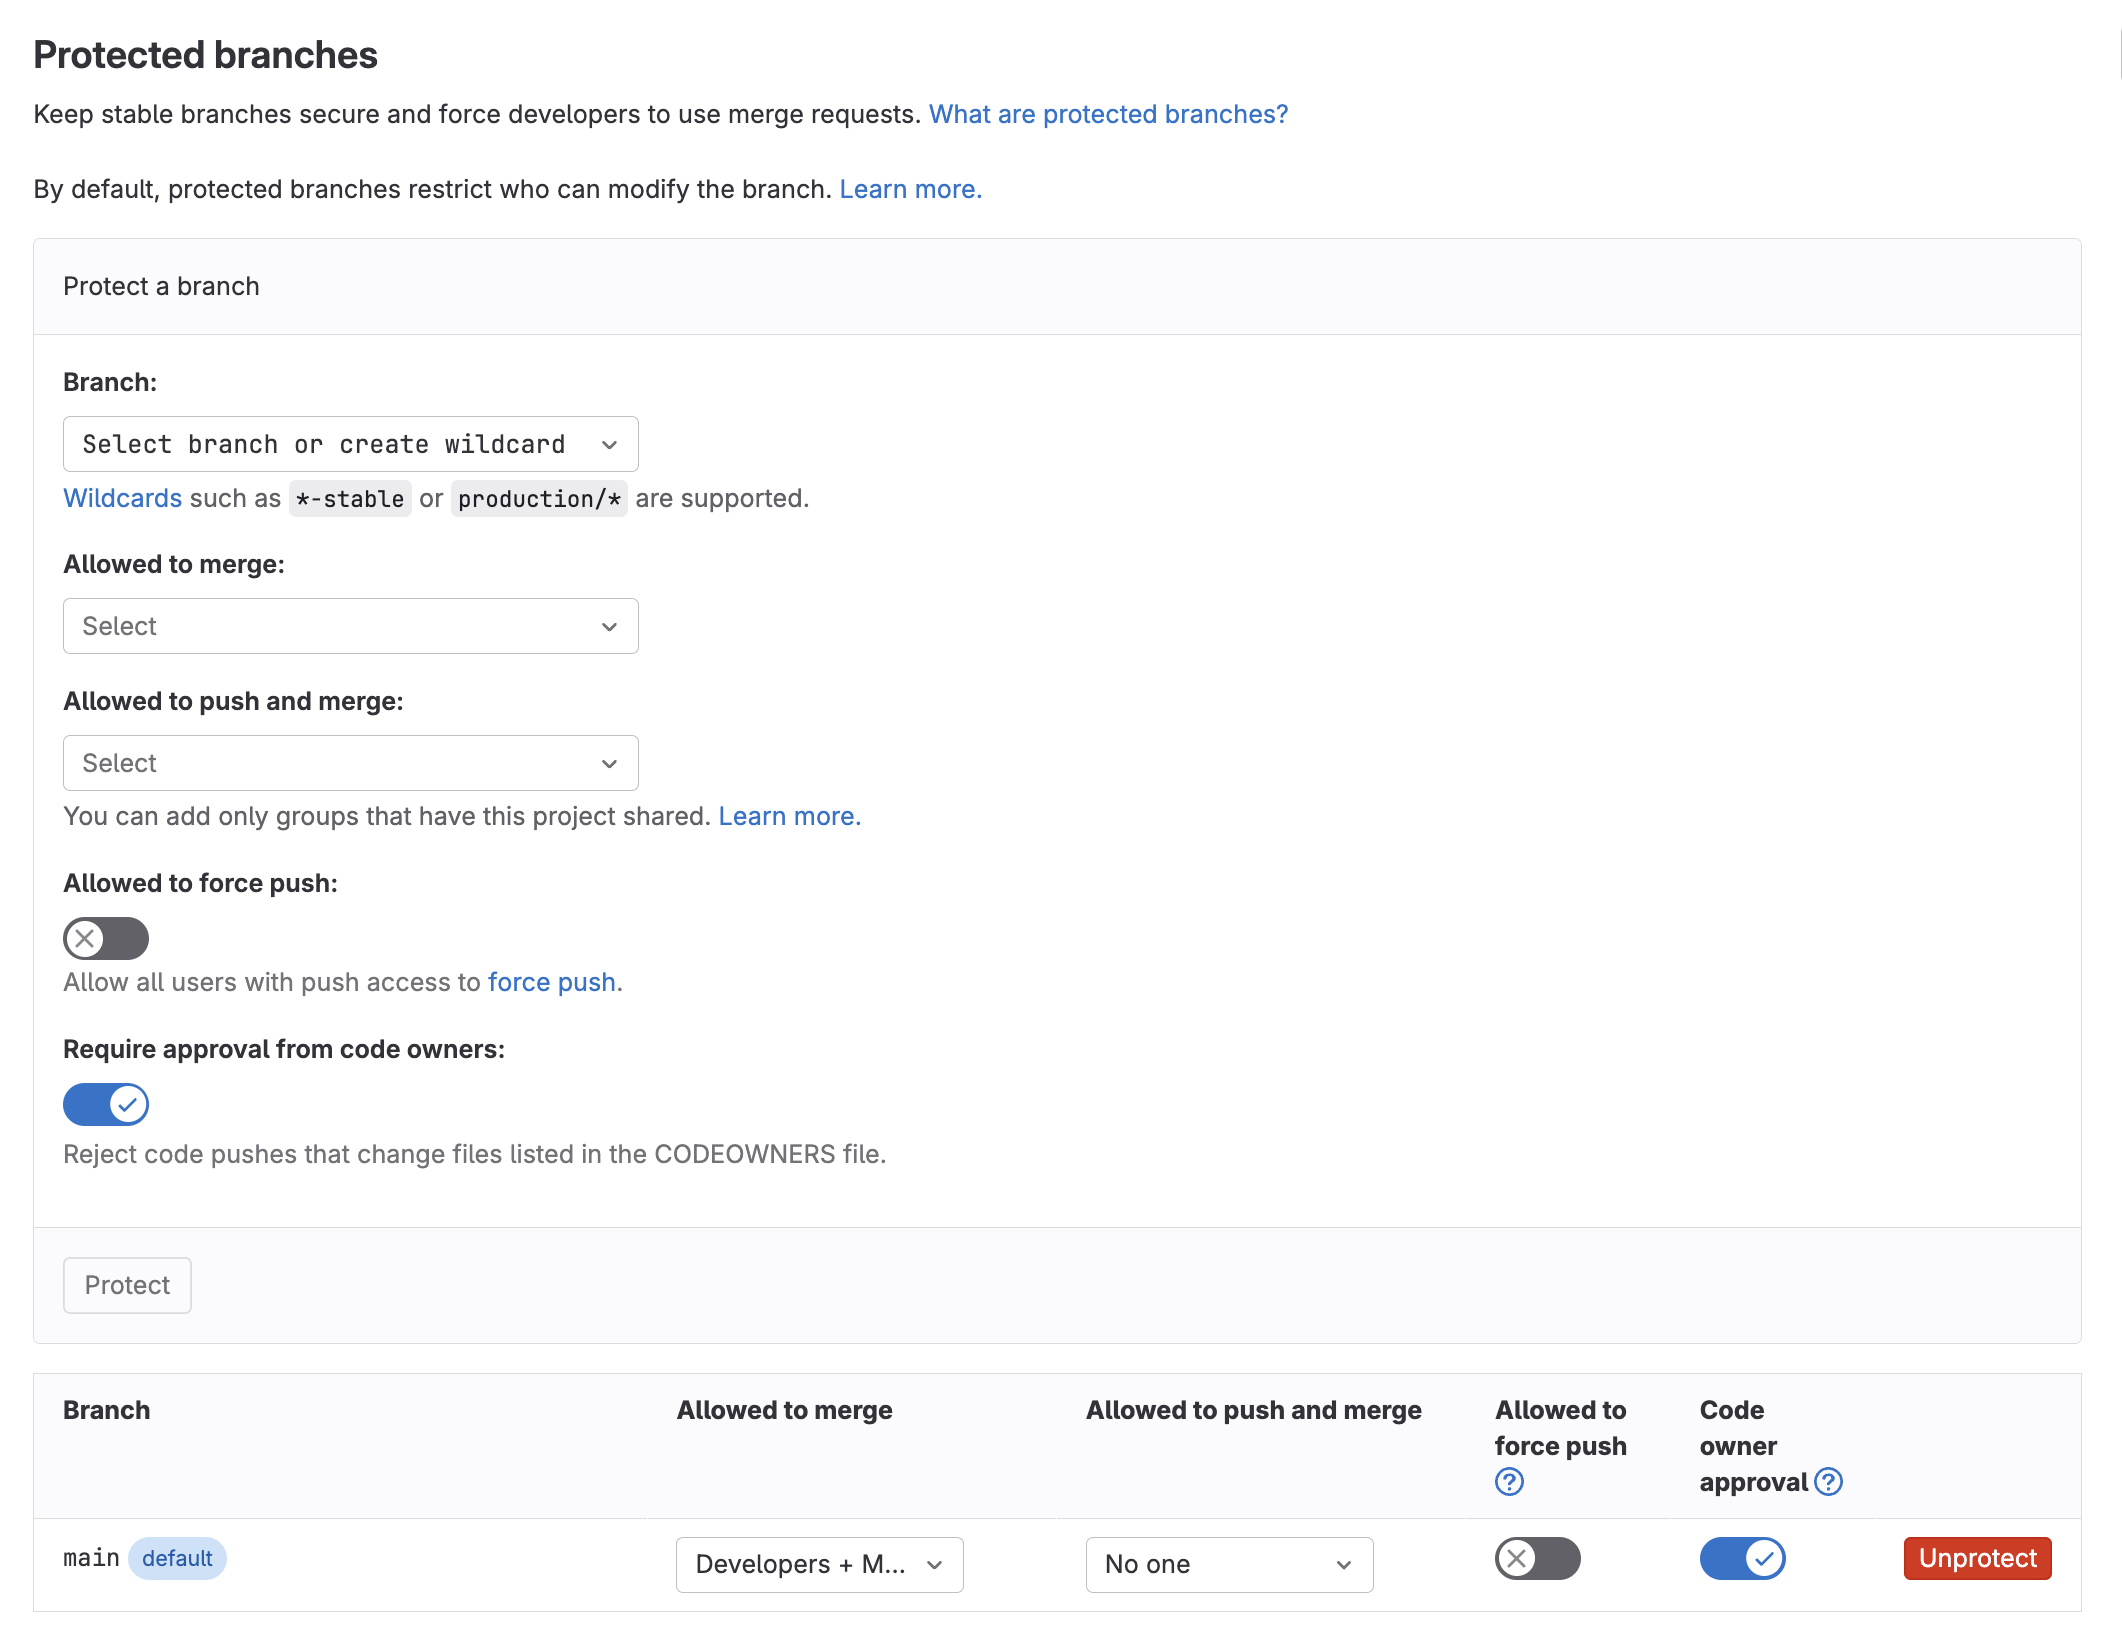 Protected branches
Keep stable branches secure and force developers to use merge requests. What are protected branches?
By default, protected branches restrict who can modify the branch. Learn more.
Protect a branch
Branch:
Select branch or create wildcard
Wildcards such as *-stable or production/* are supported.
Allowed to merge:
Select
Allowed to push and merge:
Select
You can add only groups that have this project shared. Learn more.
Allowed to force push:
Allow all users with push access to force push.
Require approval from code owners:
Reject code pushes that change files listed in the CODEOWNERS file.
Protect
Branch
Allowed to merge
Allowed to push and merge
Allowed to
force push
?
Code
owner
approval ?
main default
Developers + M...
No one
Unprotect